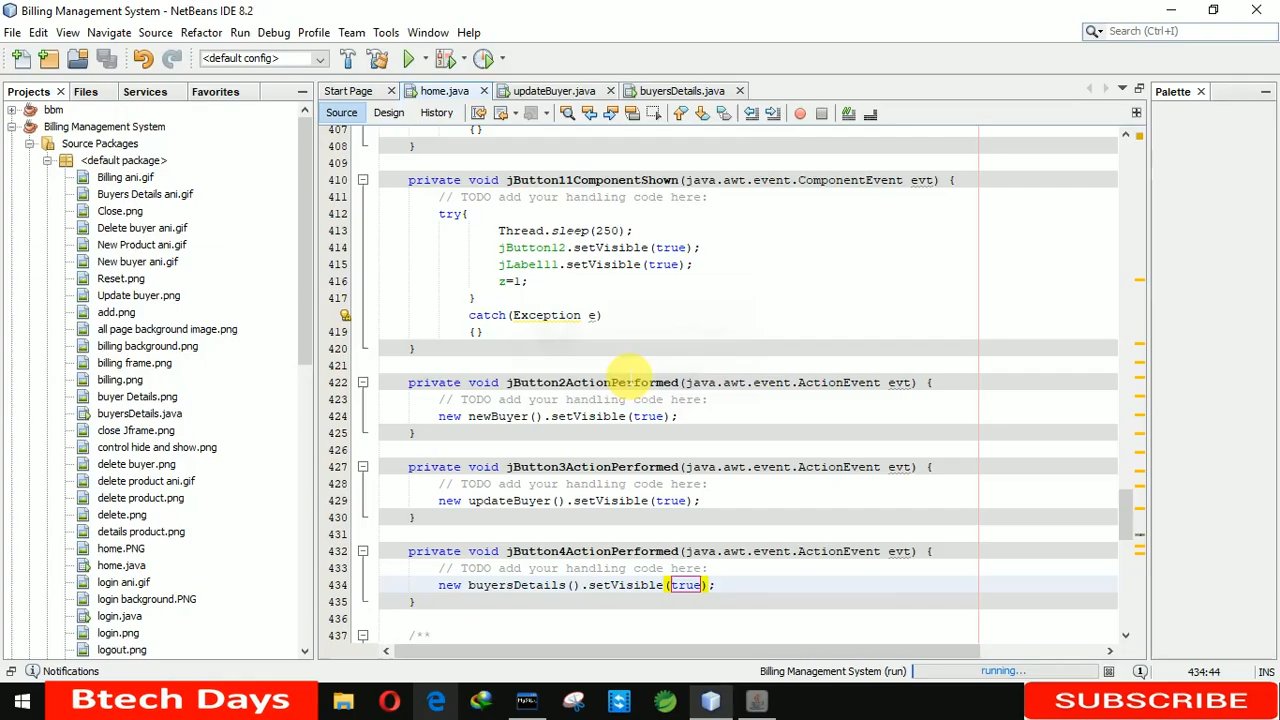 Billing Management System - NetBeans IDE 8.2
File Edit View Navigate Source Refactor Run Debug Profile Team Tools Window Help
Search (Ctrl+I)
<default config>
Projects Files Services Favorites
Start Page home.java updateBuyer.java buyersDetails.java
Palette
Source Design History
bbm
Billing Management System
Source Packages
<default package>
Billing ani.gif
Buyers Details ani.gif
Close.png
Delete buyer ani.gif
New Product ani.gif
New buyer ani.gif
Reset.png
Update buyer.png
add.png
all page background image.png
billing background.png
billing frame.png
billing.png
buyer Details.png
buyersDetails.java
close Jframe.png
control hide and show.png
delete buyer.png
delete product ani.gif
delete product.png
delete.png
details product.png
home.PNG
home.java
login ani.gif
login background.PNG
login.java
login.png
logout.png
407 {}
408 }
409
410 private void jButton11ComponentShown(java.awt.event.ComponentEvent evt) {
411 // TODO add your handling code here:
412 try{
413 Thread.sleep(250);
414 jButton12.setVisible(true);
415 jLabel11.setVisible(true);
416 z=1;
417 }
catch(Exception e)
419 {}
420 }
421
422 private void jButton2ActionPerformed(java.awt.event.ActionEvent evt) {
423 // TODO add your handling code here:
424 new newBuyer().setVisible(true);
425 }
426
427 private void jButton3ActionPerformed(java.awt.event.ActionEvent evt) {
428 // TODO add your handling code here:
429 new updateBuyer().setVisible(true);
430 }
431
432 private void jButton4ActionPerformed(java.awt.event.ActionEvent evt) {
433 // TODO add your handling code here:
434 new buyersDetails().setVisible(true);
435 }
436
437 /**
Notifications
Billing Management System (run) running... 434:44 INS
Btech Days
SUBSCRIBE